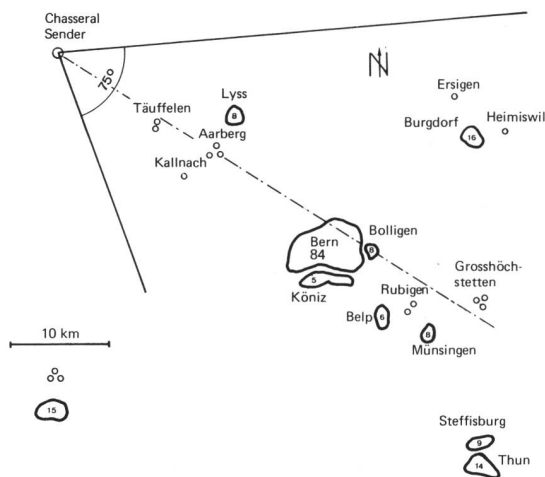 Chasseral
Sender
75°
N
Ersigen
Lyss
8
Täuffelen
Burgdorf
16
Heimiswil
Aarberg
Kallnach
Bern
84
Bolligen
8
5
Köniz
Grosshöch-
stetten
Rubigen
Belp
6
8
Münsingen
10 km
15
Steffisburg
9
14
Thun